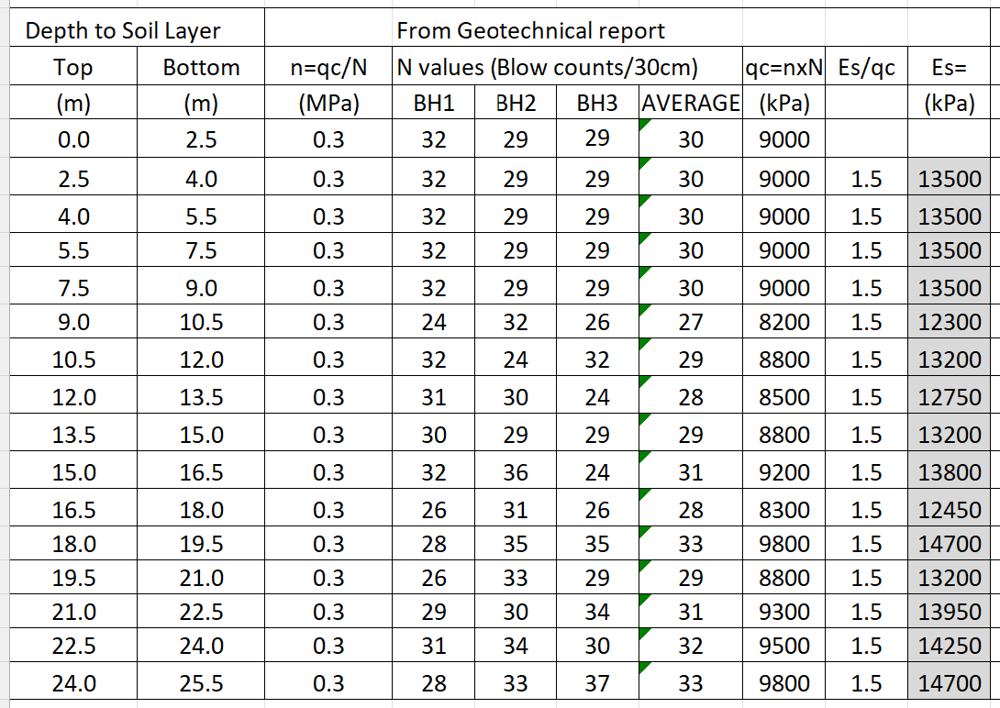 Depth to Soil Layer From Geotechnical report
Top Bottom n=qc/N N values (Blow counts/30cm) qc=nxN Es/qc Es=
(m) (m) (MPa) BH1 BH2 BH3 AVERAGE (kPa) (kPa)
0.0 2.5 0.3 32 29 29 30 9000
2.5 4.0 0.3 32 29 29 30 9000 1.5 13500
4.0 5.5 0.3 32 29 29 30 9000 1.5 13500
5.5 7.5 0.3 32 29 29 30 9000 1.5 13500
7.5 9.0 0.3 32 29 29 30 9000 1.5 13500
9.0 10.5 0.3 24 32 26 27 8200 1.5 12300
10.5 12.0 0.3 32 24 32 29 8800 1.5 13200
12.0 13.5 0.3 31 30 24 28 8500 1.5 12750
13.5 15.0 0.3 30 29 29 29 8800 1.5 13200
15.0 16.5 0.3 32 36 24 31 9200 1.5 13800
16.5 18.0 0.3 26 31 26 28 8300 1.5 12450
18.0 19.5 0.3 28 35 35 33 9800 1.5 14700
19.5 21.0 0.3 26 33 29 29 8800 1.5 13200
21.0 22.5 0.3 29 30 34 31 9300 1.5 13950
22.5 24.0 0.3 31 34 30 32 9500 1.5 14250
24.0 25.5 0.3 28 33 37 33 9800 1.5 14700